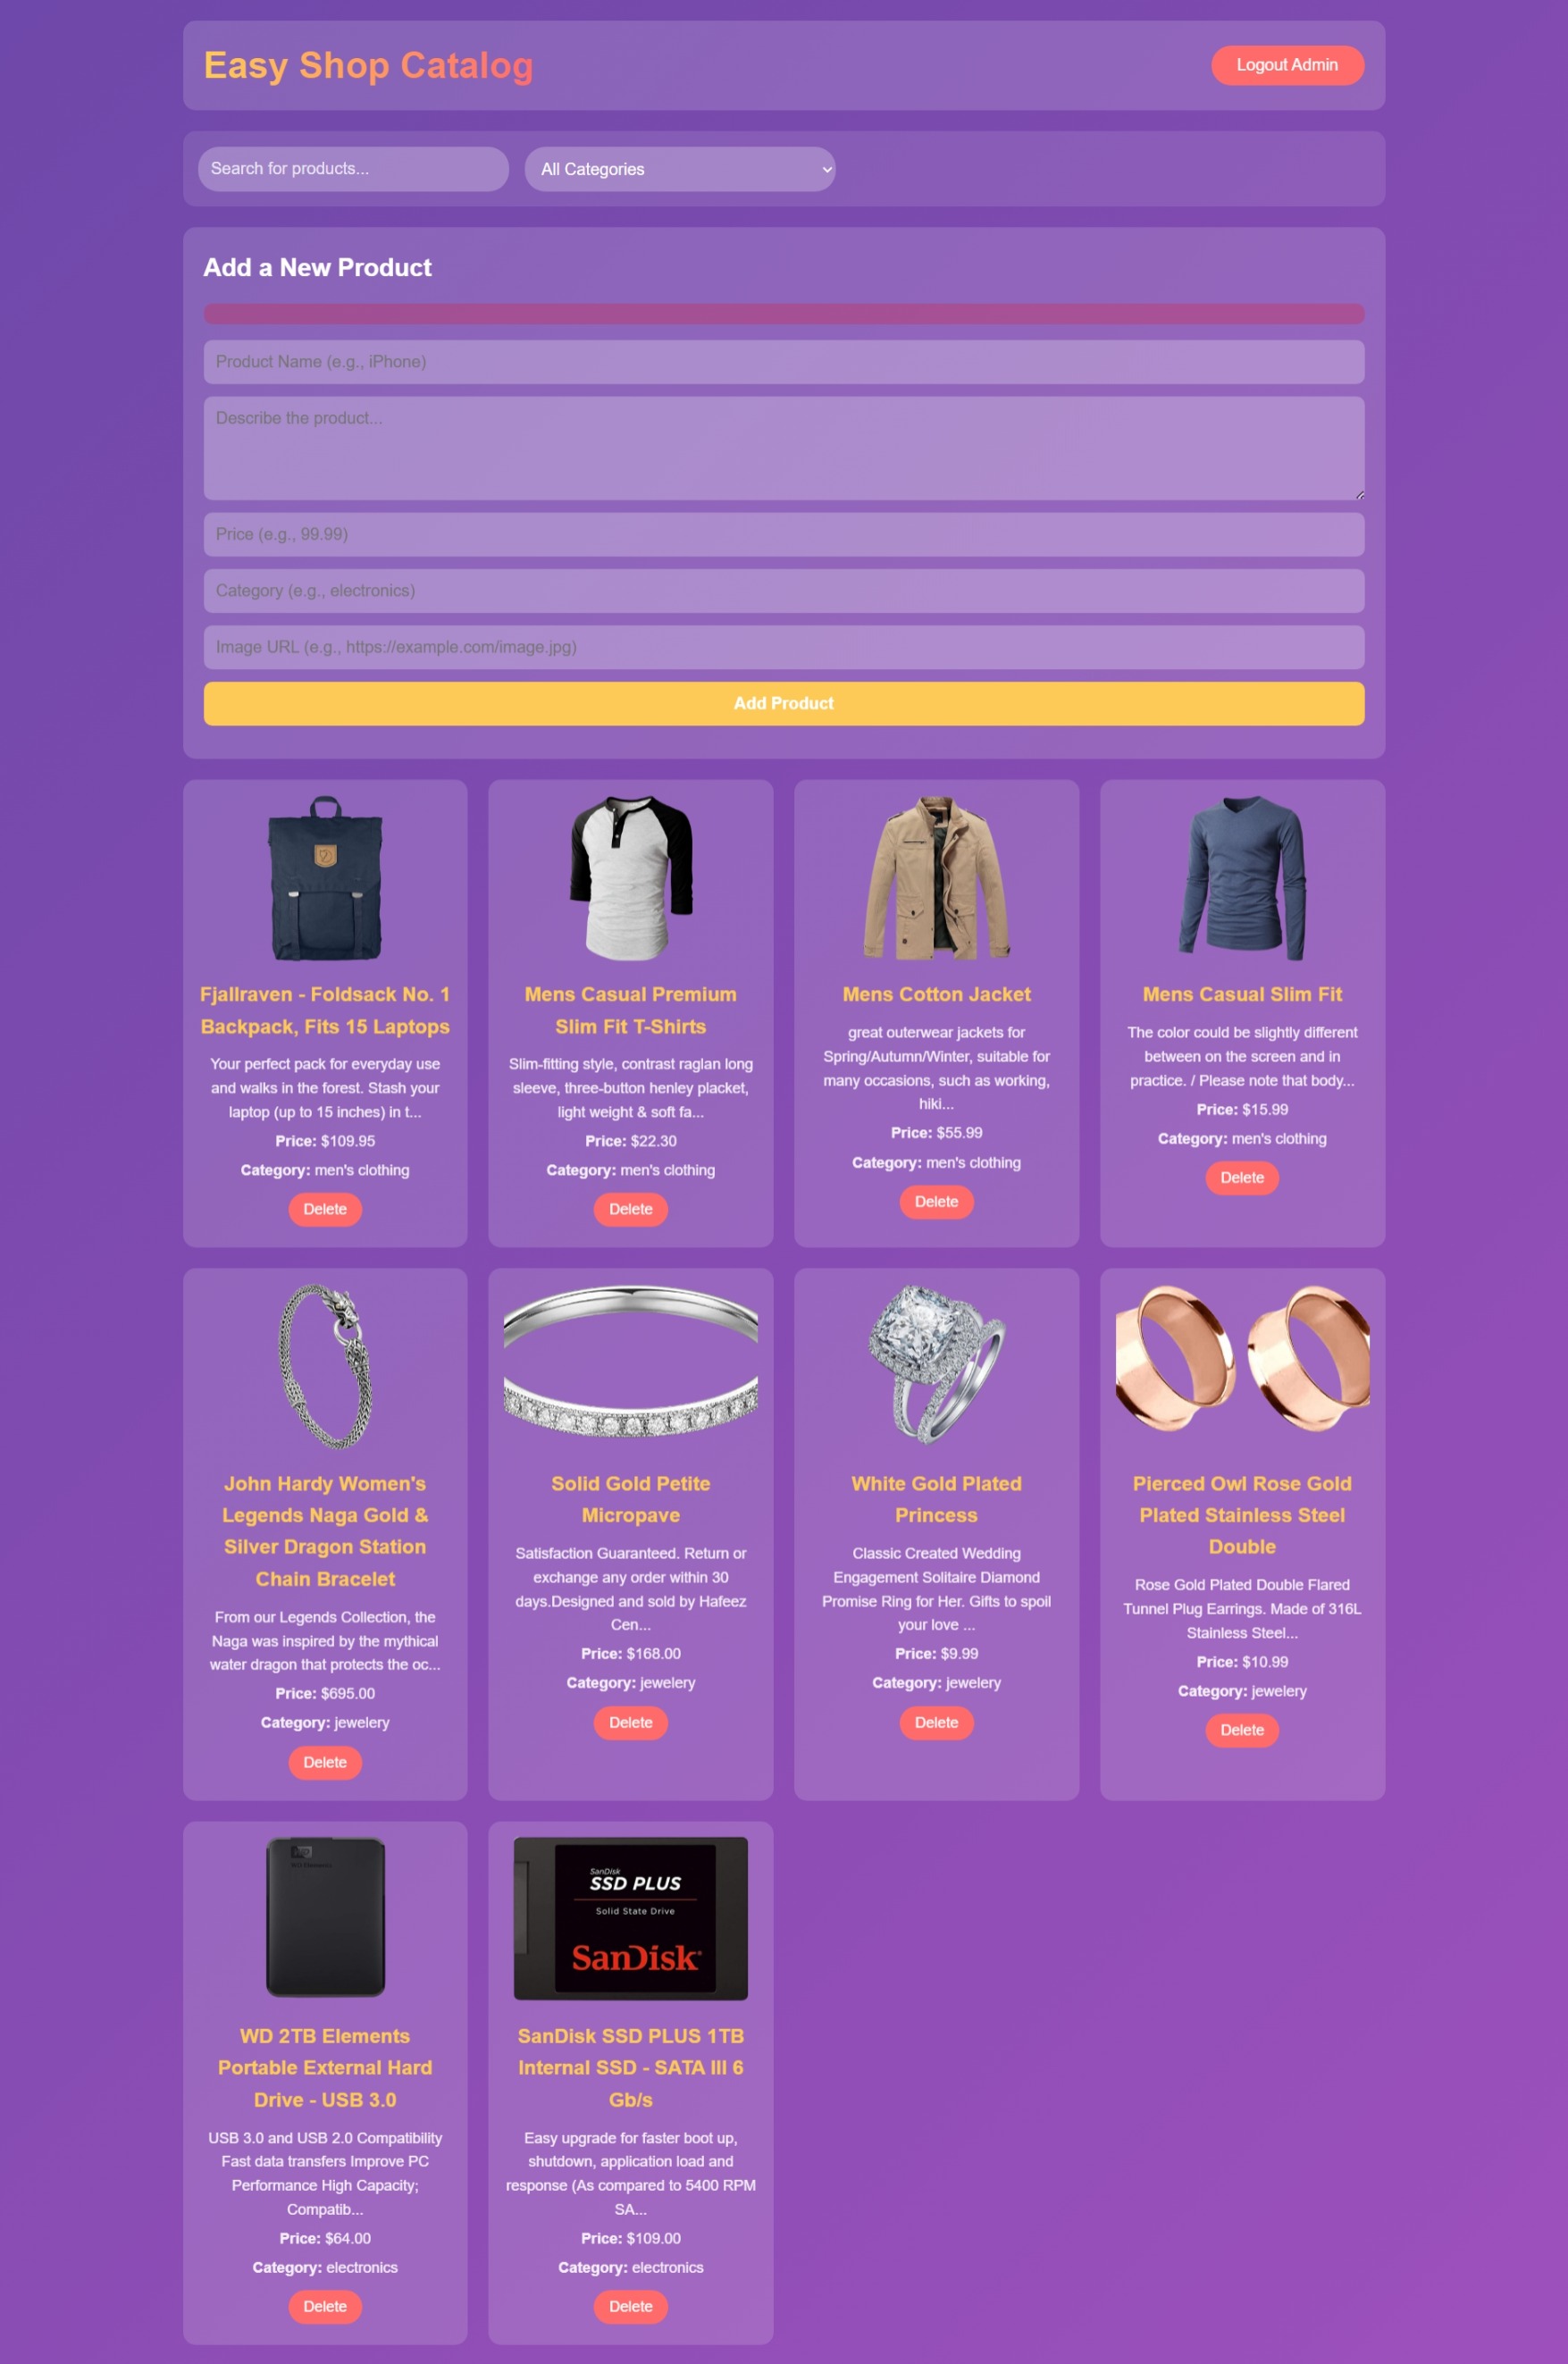 Easy Shop Catalog
Logout Admin
Search for products...
All Categories
Add a New Product
Product Name (e.g., iPhone)
Describe the product...
Price (e.g., 99.99)
Category (e.g., electronics)
Image URL (e.g., https://example.com/image.jpg)
Add Product
Fjallraven - Foldsack No. 1
Backpack, Fits 15 Laptops
Your perfect pack for everyday use
and walks in the forest. Stash your
laptop (up to 15 inches) in t...
Price: $109.95
Category: men's clothing
Delete
Mens Casual Premium
Slim Fit T-Shirts
Slim-fitting style, contrast raglan long
sleeve, three-button henley placket,
light weight & soft fa...
Price: $22.30
Category: men's clothing
Delete
Mens Cotton Jacket
great outerwear jackets for
Spring/Autumn/Winter, suitable for
many occasions, such as working,
hiki...
Price: $55.99
Category: men's clothing
Delete
Mens Casual Slim Fit
The color could be slightly different
between on the screen and in
practice. / Please note that body...
Price: $15.99
Category: men's clothing
Delete
John Hardy Women's
Legends Naga Gold &
Silver Dragon Station
Chain Bracelet
From our Legends Collection, the
Naga was inspired by the mythical
water dragon that protects the oc...
Price: $695.00
Category: jewelery
Delete
Solid Gold Petite
Micropave
Satisfaction Guaranteed. Return or
exchange any order within 30
days.Designed and sold by Hafeez
Cen...
Price: $168.00
Category: jewelery
Delete
White Gold Plated
Princess
Classic Created Wedding
Engagement Solitaire Diamond
Promise Ring for Her. Gifts to spoil
your love ...
Price: $9.99
Category: jewelery
Delete
Pierced Owl Rose Gold
Plated Stainless Steel
Double
Rose Gold Plated Double Flared
Tunnel Plug Earrings. Made of 316L
Stainless Steel...
Price: $10.99
Category: jewelery
Delete
WD 2TB Elements
Portable External Hard
Drive - USB 3.0
USB 3.0 and USB 2.0 Compatibility
Fast data transfers Improve PC
Performance High Capacity;
Compatib...
Price: $64.00
Category: electronics
Delete
SanDisk
SSD PLUS
Solid State Drive
SanDisk
SanDisk SSD PLUS 1TB
Internal SSD - SATA III 6
Gb/s
Easy upgrade for faster boot up,
shutdown, application load and
response (As compared to 5400 RPM
SA...
Price: $109.00
Category: electronics
Delete